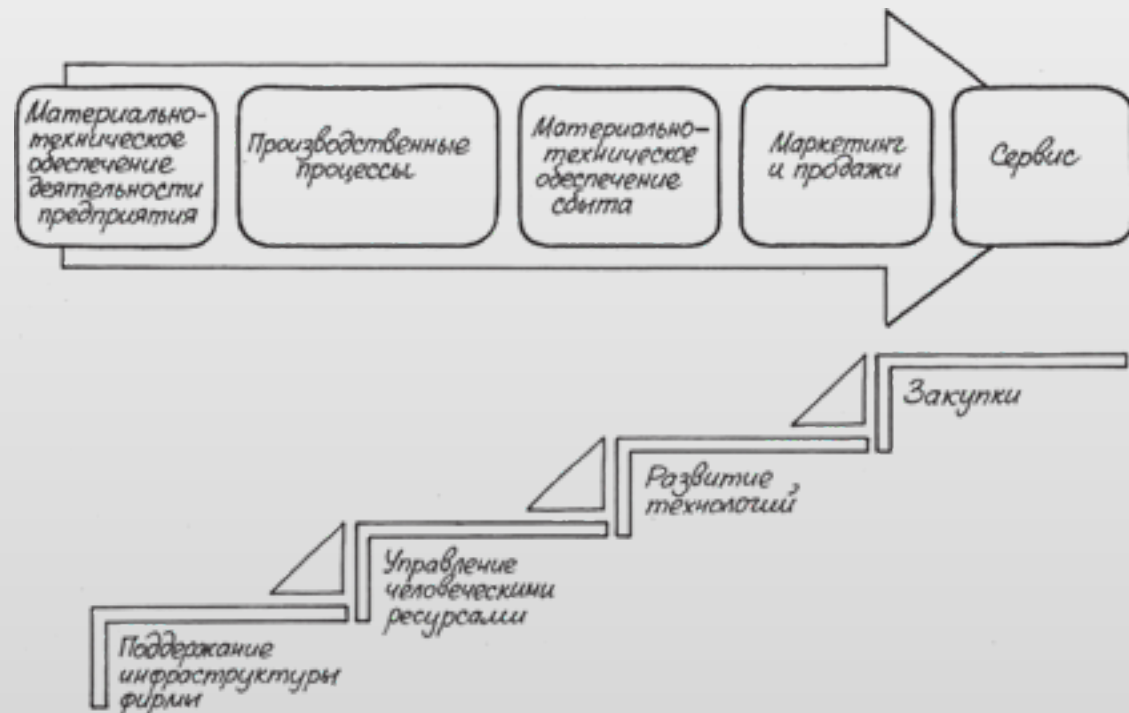 Материально-
техническое
обеспечение
деятельности
предприятия
Производственные
процессы
Материально-
техническое
обеспечение
сбыта
Маркетинг
и продажи
Сервис
Закупки
Развитие
технологий
Управление
человеческими
ресурсами
Поддержание
инфраструктуры
фирмы